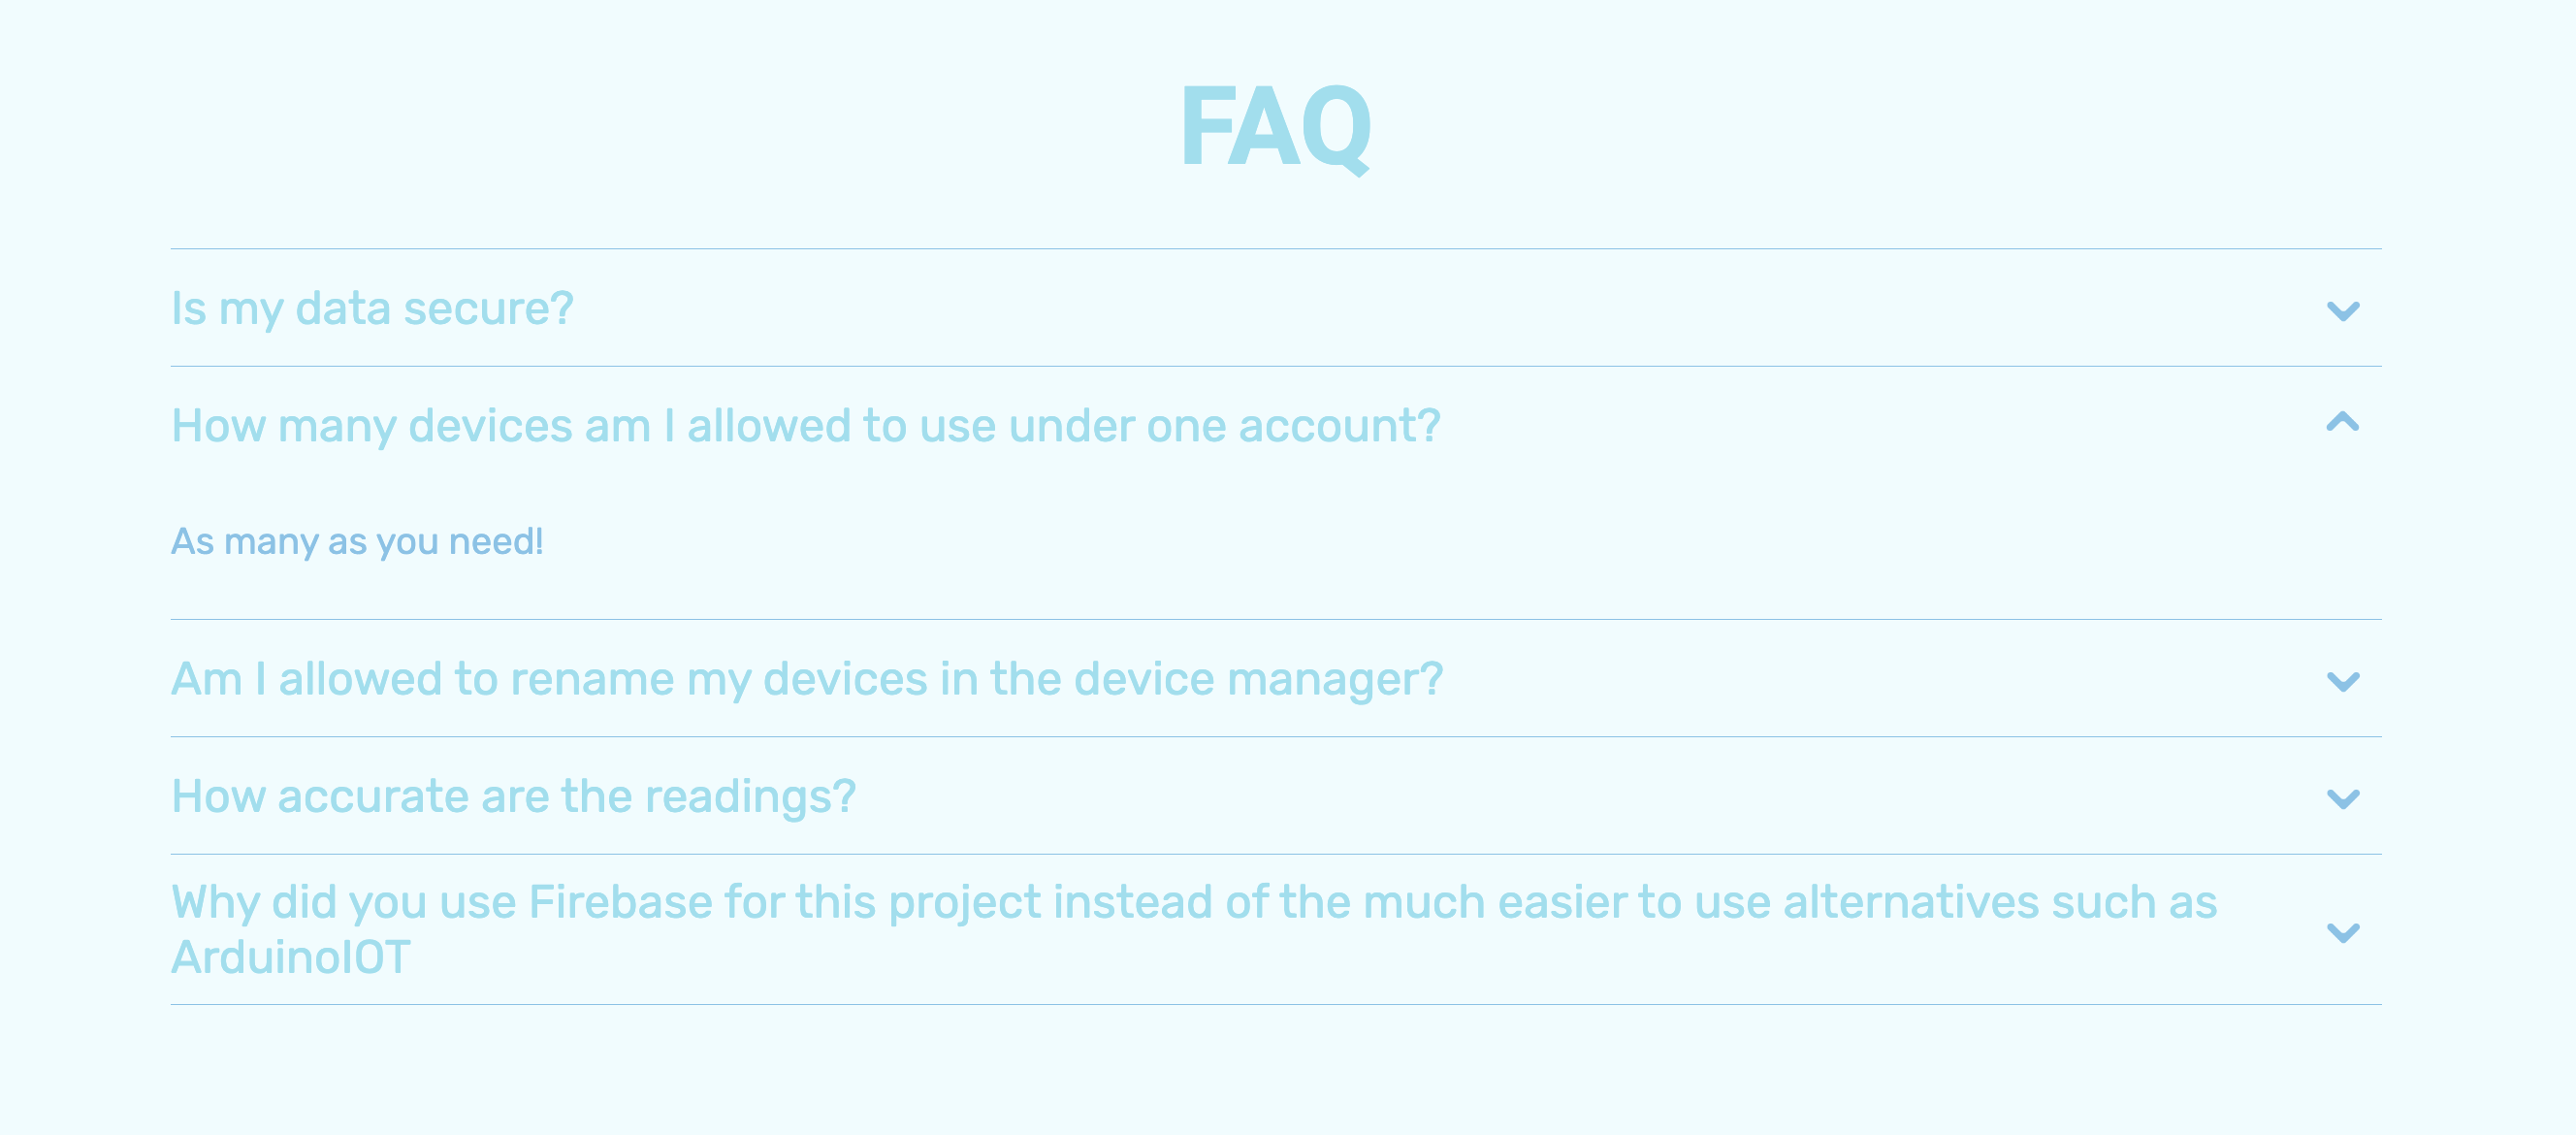 FAQ
Is my data secure?
How many devices am I allowed to use under one account?
As many as you need!
Am I allowed to rename my devices in the device manager?
How accurate are the readings?
Why did you use Firebase for this project instead of the much easier to use alternatives such as
ArduinoIOT